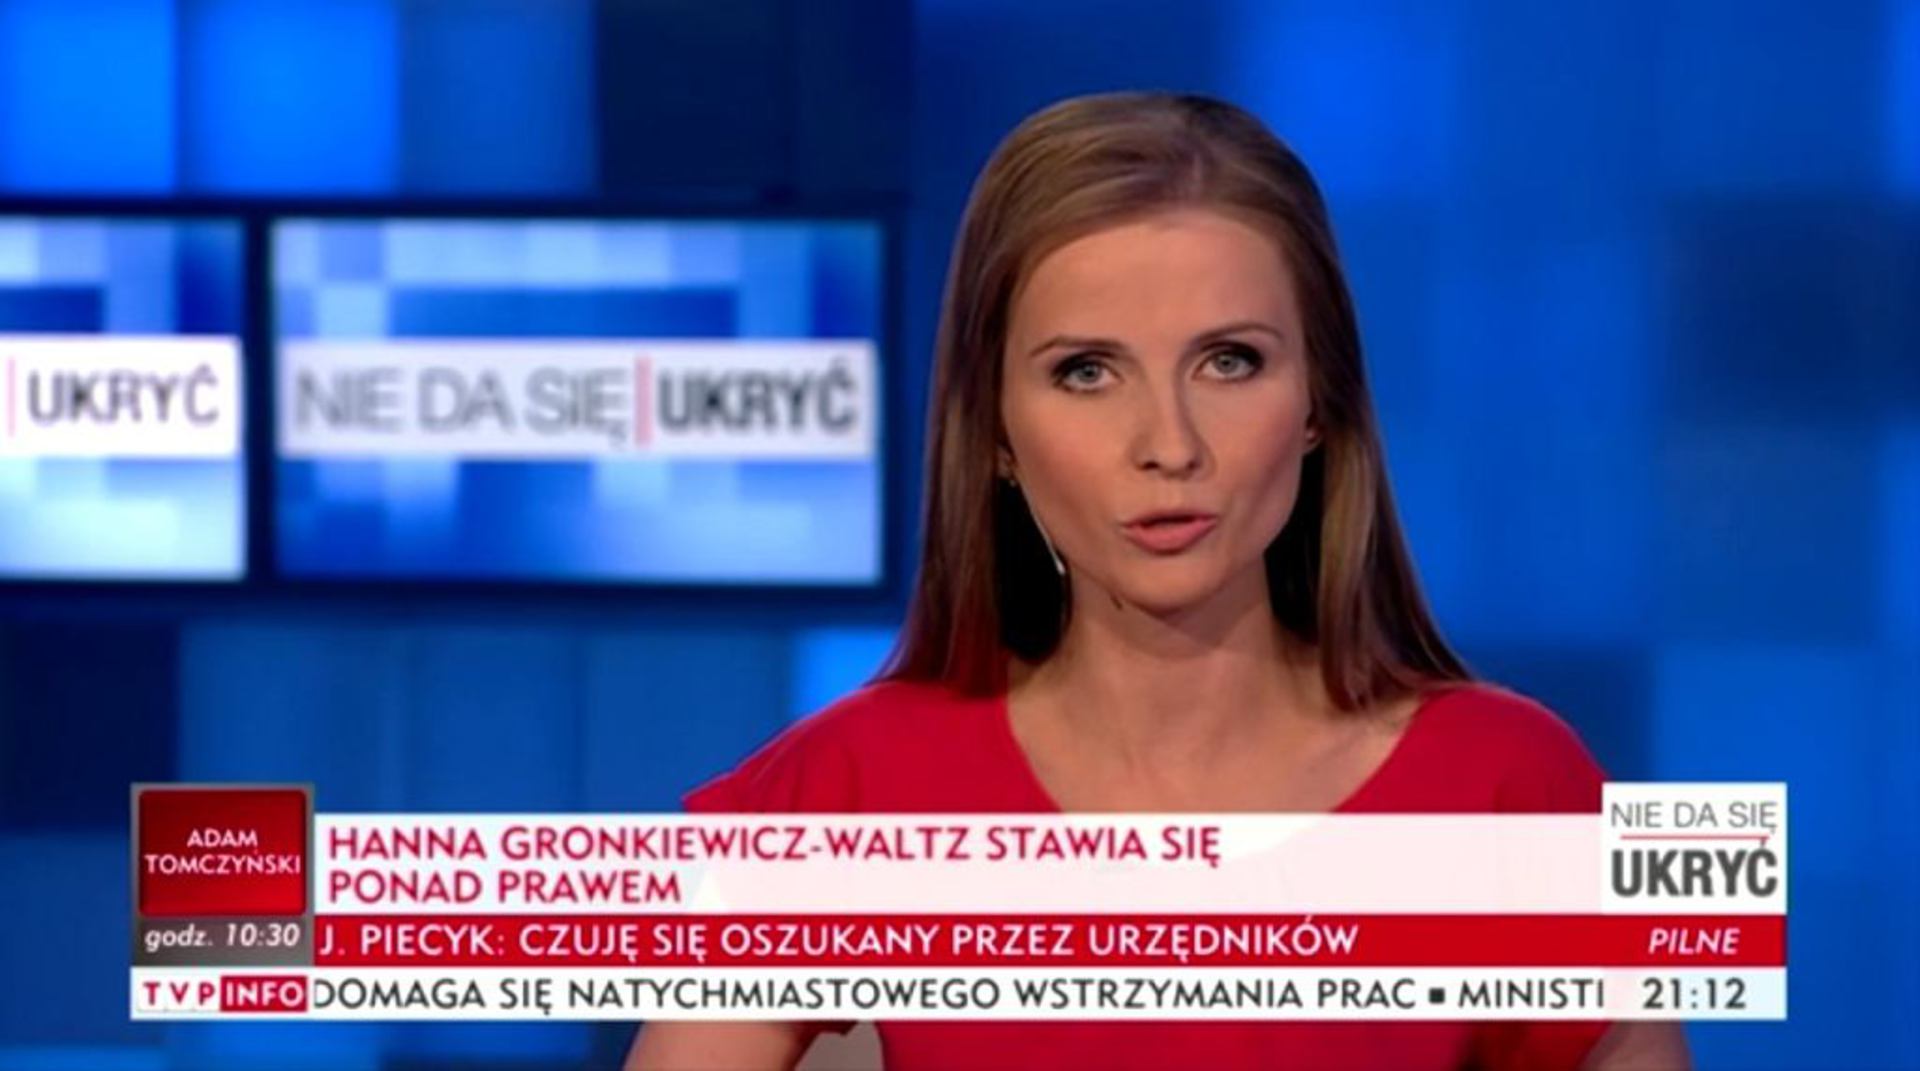 UKRYĆ
NIE DA SIĘ UKRYĆ
ADAM
TOMCZYŃSKI
godz. 10:30
HANNA GRONKIEWICZ-WALTZ STAWIA SIĘ
PONAD PRAWEM
NIE DA SIĘ
UKRYĆ
J. PIECYK: CZUJĘ SIĘ OSZUKANY PRZEZ URZĘDNIKÓW
PILNE
TVP INFO
DOMAGA SIĘ NATYCHMIASTOWEGO WSTRZYMANIA PRAC ▪ MINISTI
21:12